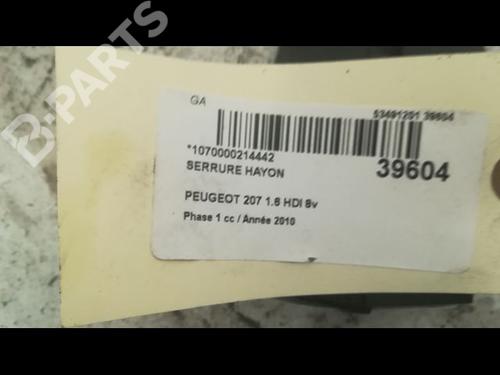 B-PARTS
GA
53491201 39604
*1070000214442
SERRURE HAYON
39604
PEUGEOT 207 1.6 HDI 8v
Phase 1 cc / Année 2010